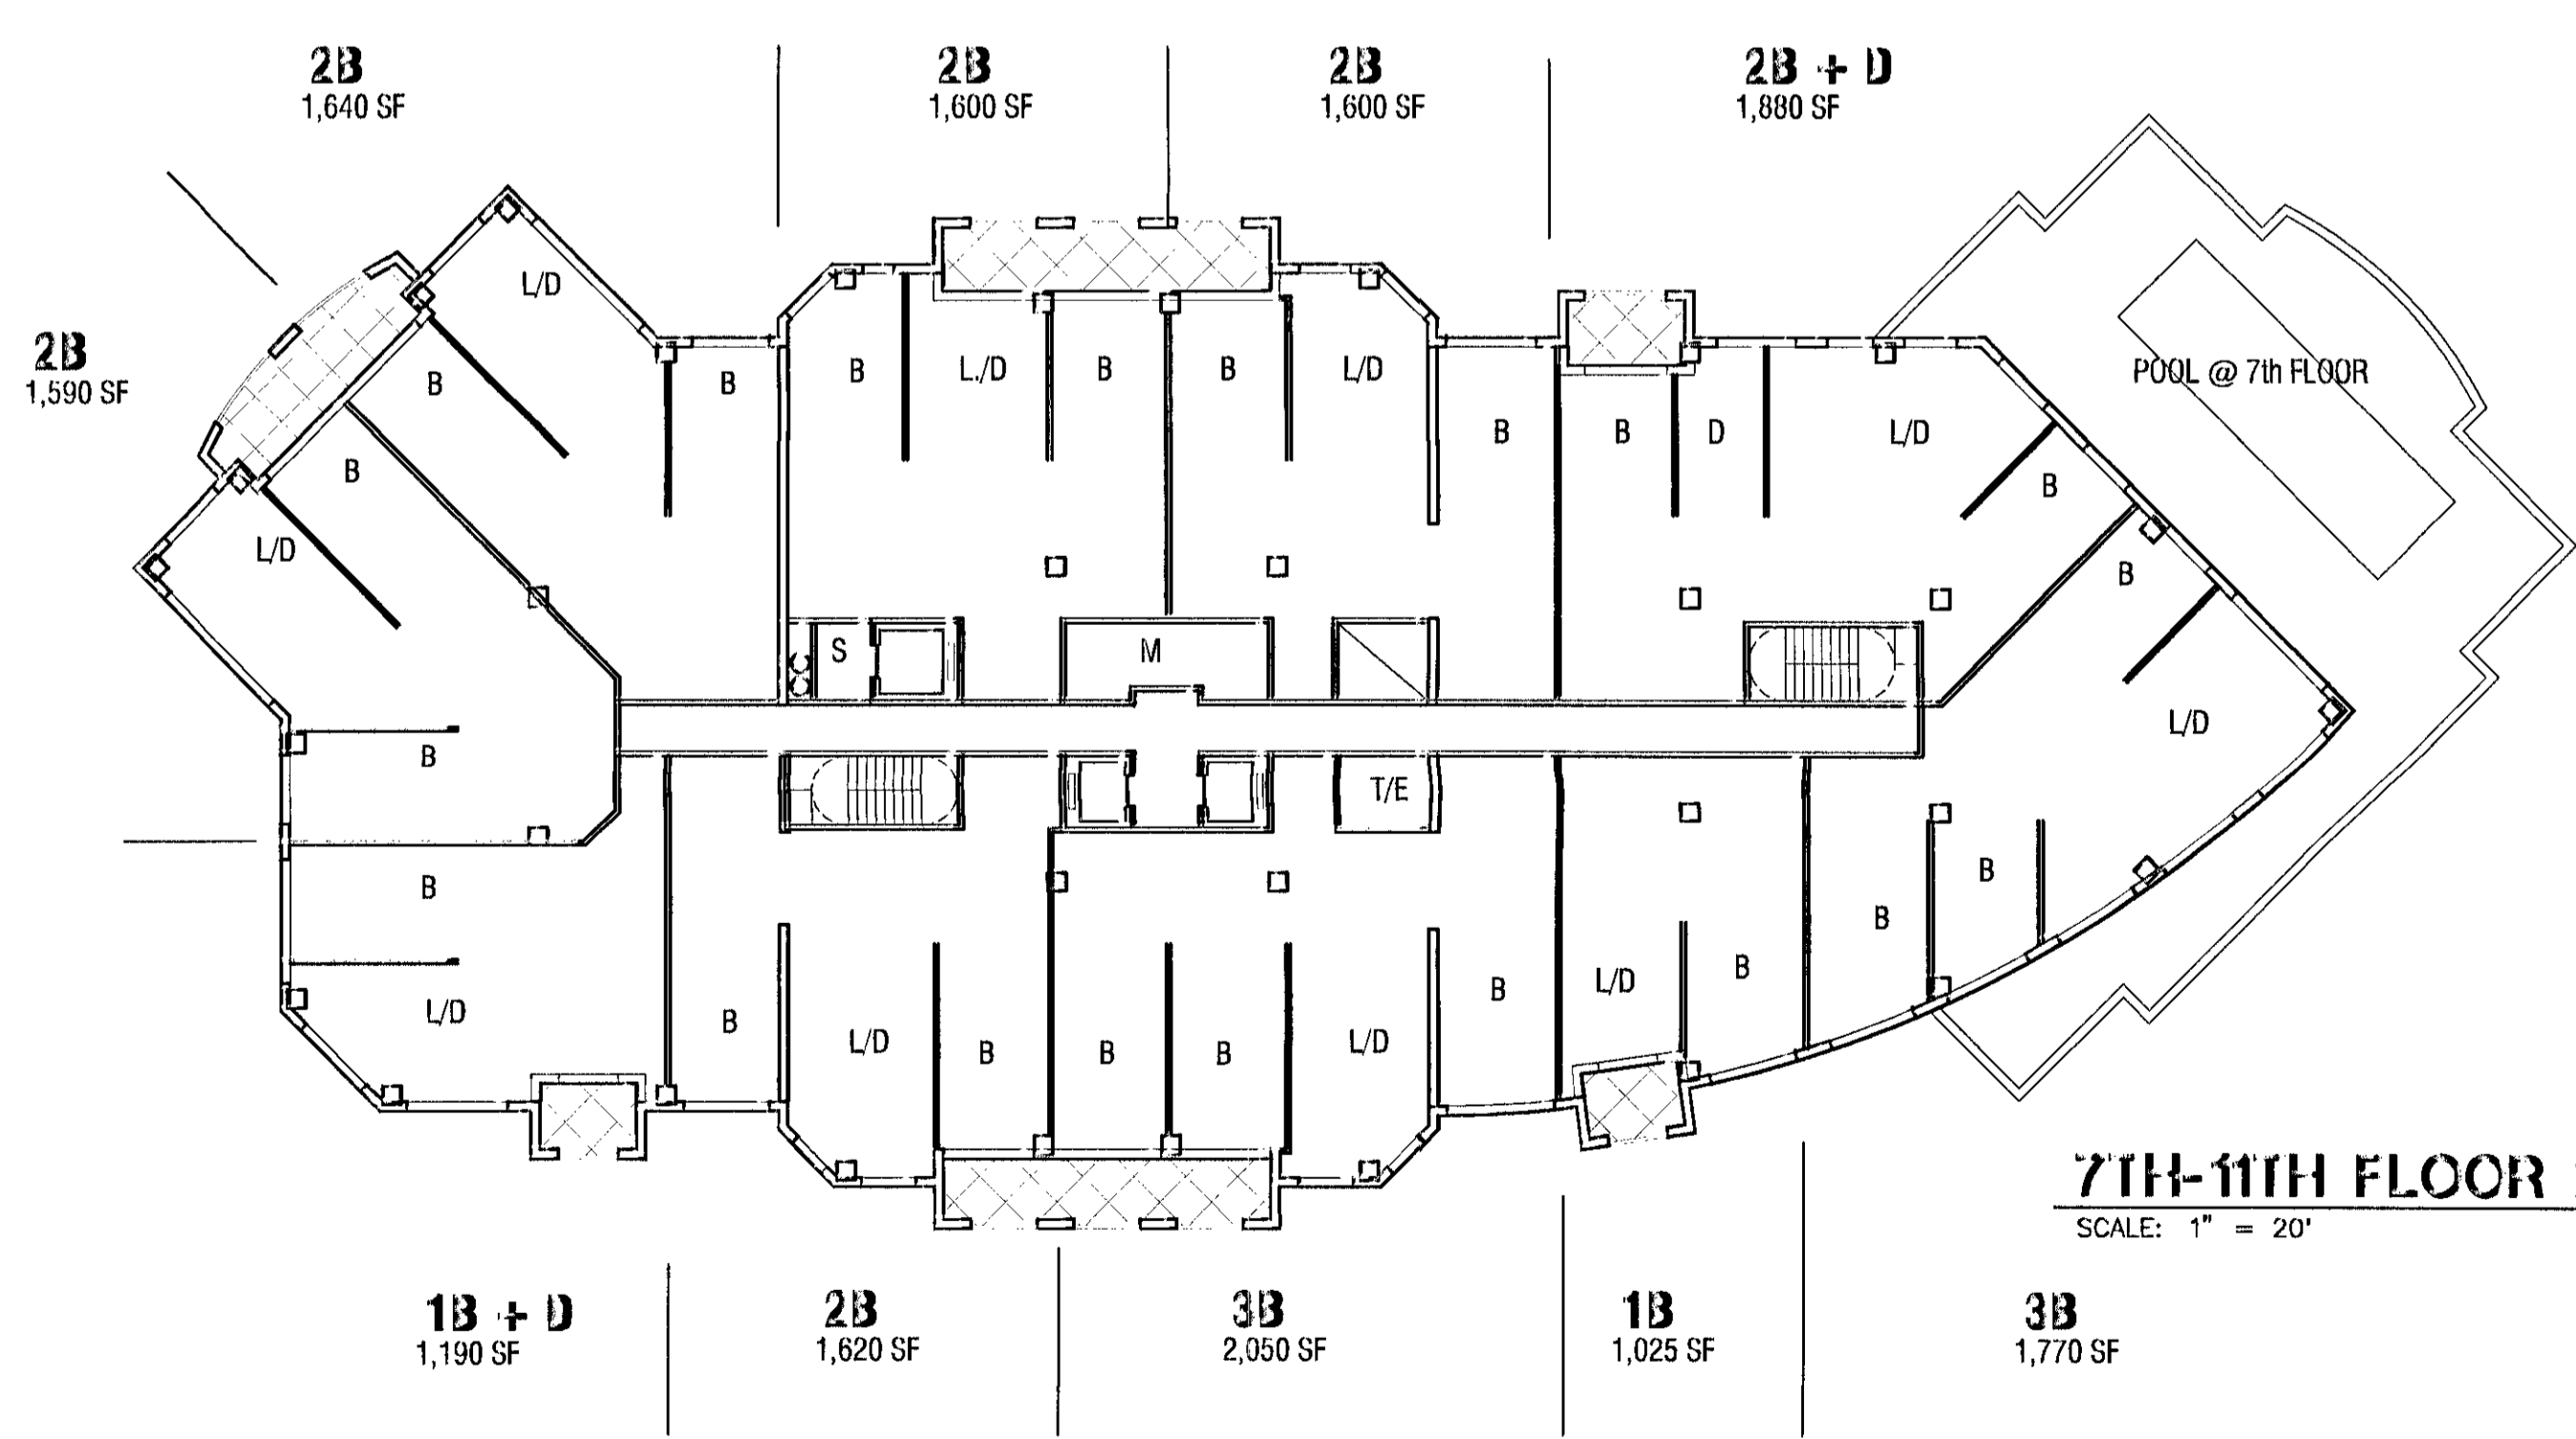 2B
1,640 SF
2B
1,600 SF
2B
1,600 SF
2B + D
1,880 SF
2B
1,590 SF
L/D
B
B
B
L./D
B
B
L/D
B
B
D
L/D
B
POOL @ 7th FLOOR
B
L/D
B
S
M
B
L/D
T/E
B
B
L/D
B
L/D
B
B
B
L/D
B
L/D
B
B
B
7TH-11TH FLOOR
SCALE: 1" = 20'
1B + D
1,190 SF
2B
1,620 SF
3B
2,050 SF
1B
1,025 SF
3B
1,770 SF